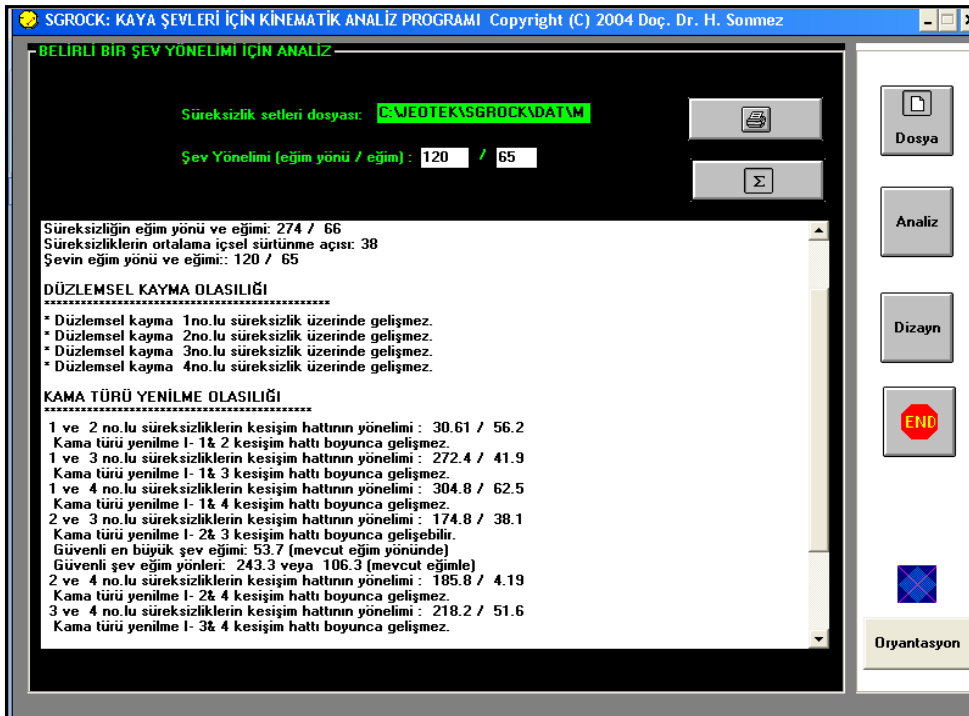 SGROCK: KAYA ŞEVLERİ İÇİN KİNEMATİK ANALİZ PROGRAMI Copyright (C) 2004 Doç. Dr. H. Sonmez
BELİRLİ BİR ŞEV YÖNELİMİ İÇİN ANALİZ
Süreksizlik setleri dosyası: C:\JEOTEK\SGROCK\DAT\M
Şev Yönelimi (eğim yönü / eğim) : 120 / 65
Σ
Süreksizliğin eğim yönü ve eğimi: 274 / 66
Süreksizliklerin ortalama içsel sürtünme açısı: 38
Şevin eğim yönü ve eğimi:: 120 / 65
DÜZLEMSEL KAYMA OLASILIĞI
***********************************************
* Düzlemsel kayma 1no.lu süreksizlik üzerinde gelişmez.
* Düzlemsel kayma 2no.lu süreksizlik üzerinde gelişmez.
* Düzlemsel kayma 3no.lu süreksizlik üzerinde gelişmez.
* Düzlemsel kayma 4no.lu süreksizlik üzerinde gelişmez.
KAMA TÜRÜ YENİLME OLASILIĞI
********************************************
1 ve 2 no.lu süreksizliklerin kesişim hattının yönelimi : 30.61 / 56.2
Kama türü yenilme I- 1& 2 kesişim hattı boyunca gelişmez.
1 ve 3 no.lu süreksizliklerin kesişim hattının yönelimi : 272.4 / 41.9
Kama türü yenilme I- 1& 3 kesişim hattı boyunca gelişmez.
1 ve 4 no.lu süreksizliklerin kesişim hattının yönelimi : 304.8 / 62.5
Kama türü yenilme I- 1& 4 kesişim hattı boyunca gelişmez.
2 ve 3 no.lu süreksizliklerin kesişim hattının yönelimi : 174.8 / 38.1
Kama türü yenilme I- 2& 3 kesişim hattı boyunca gelişebilir.
Güvenli en büyük şev eğimi: 53.7 (mevcut eğim yönünde)
Güvenli şev eğim yönleri: 243.3 veya 106.3 (mevcut eğimle)
2 ve 4 no.lu süreksizliklerin kesişim hattının yönelimi : 185.8 / 4.19
Kama türü yenilme I- 2& 4 kesişim hattı boyunca gelişmez.
3 ve 4 no.lu süreksizliklerin kesişim hattının yönelimi : 218.2 / 51.6
Kama türü yenilme I- 3& 4 kesişim hattı boyunca gelişmez.
Dosya
Analiz
Dizayn
END
Oryantasyon